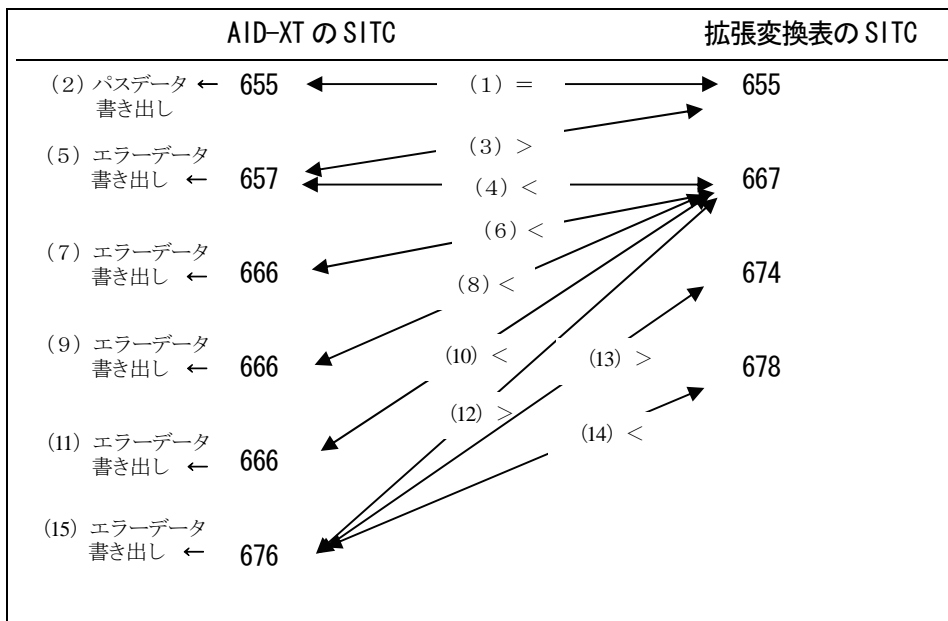 AID-XT の SITC 拡張変換表の SITC
(2) パスデータ ← 655 (1) = 655
書き出し
(3) >
(5) エラーデータ
書き出し ← 657 (4) < 667
(6) <
(7) エラーデータ
書き出し ← 666 (8) < 674
(9) エラーデータ
書き出し ← 666 (10) < (13) > 678
(12) >
(14) <
(11) エラーデータ
書き出し ← 666
(15) エラーデータ
書き出し ← 676